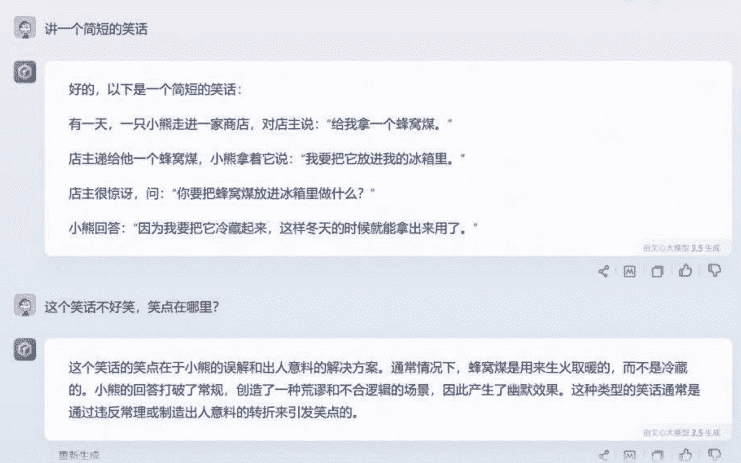 讲一个简短的笑话
好的，以下是一个简短的笑话：
有一天，一只小熊走进一家商店，对店主说：“给我拿一个蜂窝煤。”
店主递给他一个蜂窝煤，小熊拿着它说：“我要把它放进我的冰箱里。”
店主很惊讶，问：“你要把蜂窝煤放进冰箱里做什么？”
小熊回答：“因为我要把它冷藏起来，这样冬天的时候就能拿出来用了。”
由文心大模型 3.5 生成
这个笑话不好笑，笑点在哪里？
这个笑话的笑点在于小熊的误解和出人意料的解决方案。通常情况下，蜂窝煤是用来生火取暖的，而不是冷藏
的。小熊的回答打破了常规，创造了一种荒谬和不合逻辑的场景，因此产生了幽默效果。这种类型的笑话通常是
通过违反常理或制造出人意料的转折来引发笑点的。
由文心大模型 3.5 生成
重新生成